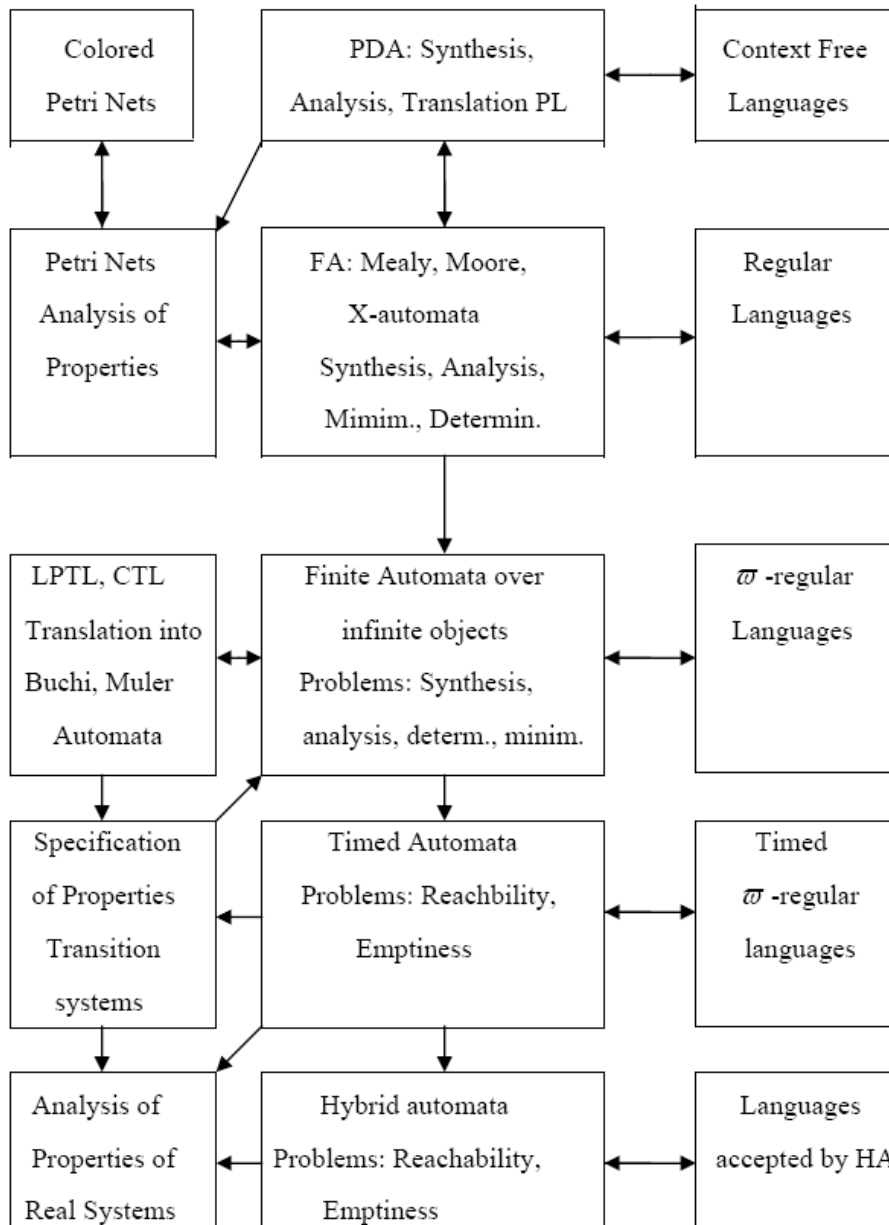 Colored
Petri Nets
PDA: Synthesis,
Analysis, Translation PL
Context Free
Languages
Petri Nets
Analysis of
Properties
FA: Mealy, Moore,
X-automata
Synthesis, Analysis,
Mimim., Determin.
Regular
Languages
LPTL, CTL
Translation into
Buchi, Muler
Automata
Finite Automata over
infinite objects
Problems: Synthesis,
analysis, determ., minim.
ϖ -regular
Languages
Specification
of Properties
Transition
systems
Timed Automata
Problems: Reachbility,
Emptiness
Timed
ϖ -regular
languages
Analysis of
Properties of
Real Systems
Hybrid automata
Problems: Reachability,
Emptiness
Languages
accepted by HA